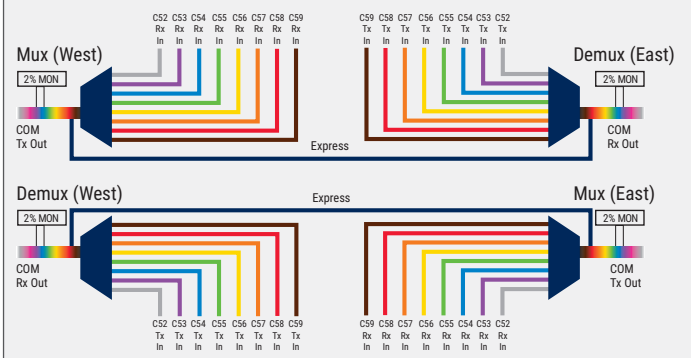 C52 C53 C54 C55 C56 C57 C58 C59
Rx Rx Rx Rx Rx Rx Rx Rx
In In In In In In In In
C59 C58 C57 C56 C55 C54 C53 C52
Tx Tx Tx Tx Tx Tx Tx Tx
In In In In In In In In
Mux (West)
Demux (East)
2% MON
2% MON
COM
Tx Out
COM
Rx Out
Express
Demux (West)
Express
Mux (East)
2% MON
2% MON
COM
Rx Out
COM
Tx Out
C52 C53 C54 C55 C56 C57 C58 C59
Tx Tx Tx Tx Tx Tx Tx Tx
In In In In In In In In
C59 C58 C57 C56 C55 C54 C53 C52
Rx Rx Rx Rx Rx Rx Rx Rx
In In In In In In In In